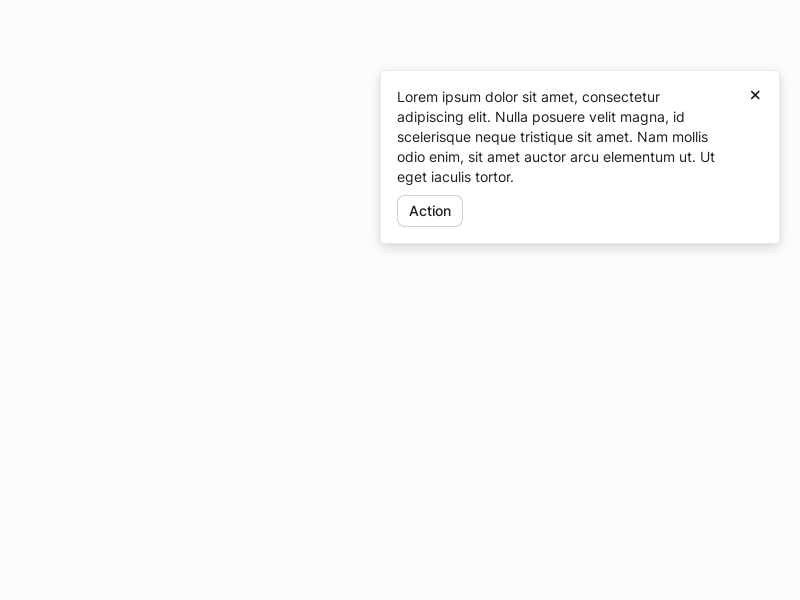 Lorem ipsum dolor sit amet, consectetur
adipiscing elit. Nulla posuere velit magna, id
scelerisque neque tristique sit amet. Nam mollis
odio enim, sit amet auctor arcu elementum ut. Ut
eget iaculis tortor.
Action